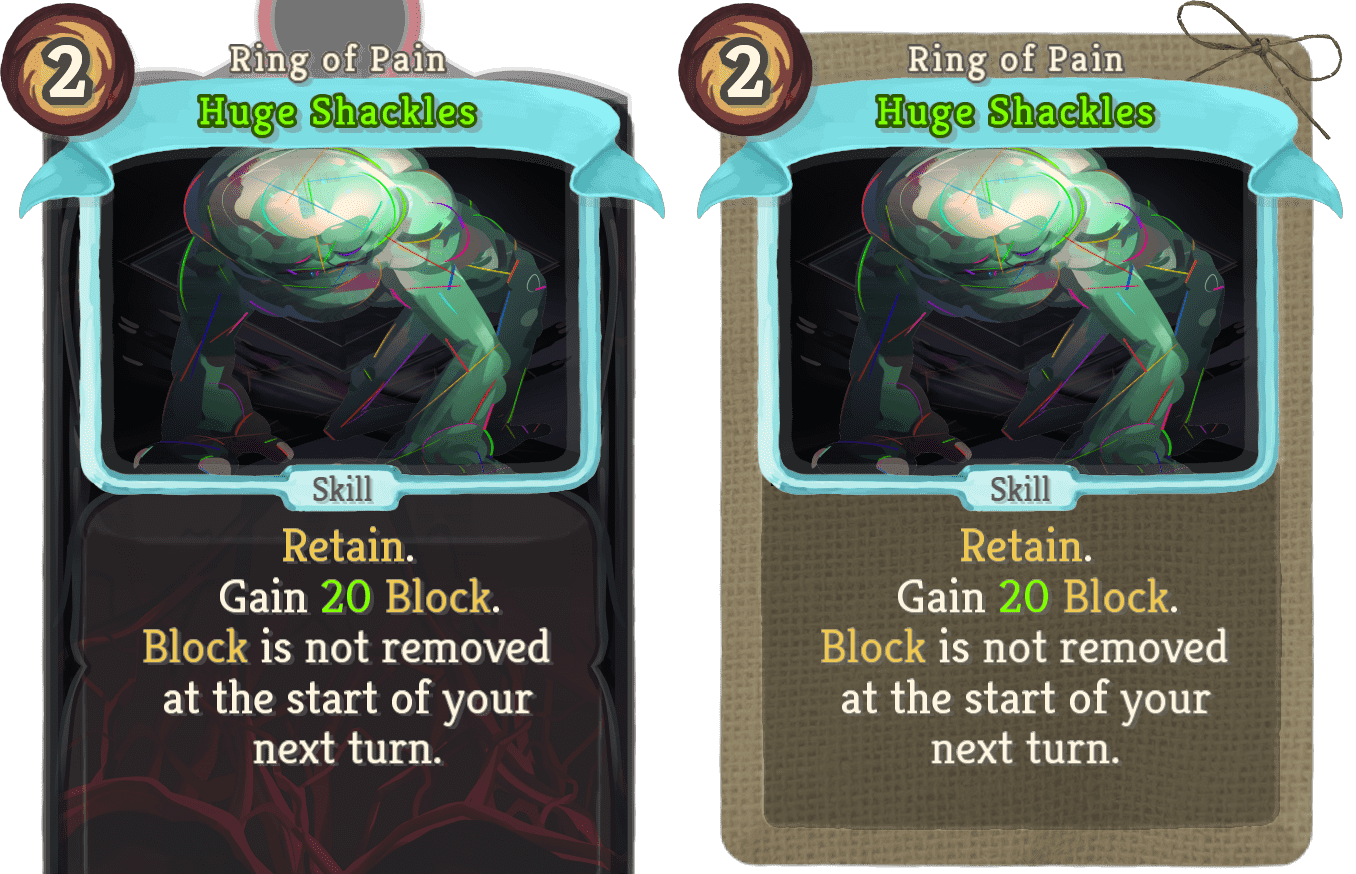 2
Ring of Pain
Huge Shackles
Skill
Retain.
Gain 20 Block.
Block is not removed
at the start of your
next turn.
2
Ring of Pain
Huge Shackles
Skill
Retain.
Gain 20 Block.
Block is not removed
at the start of your
next turn.